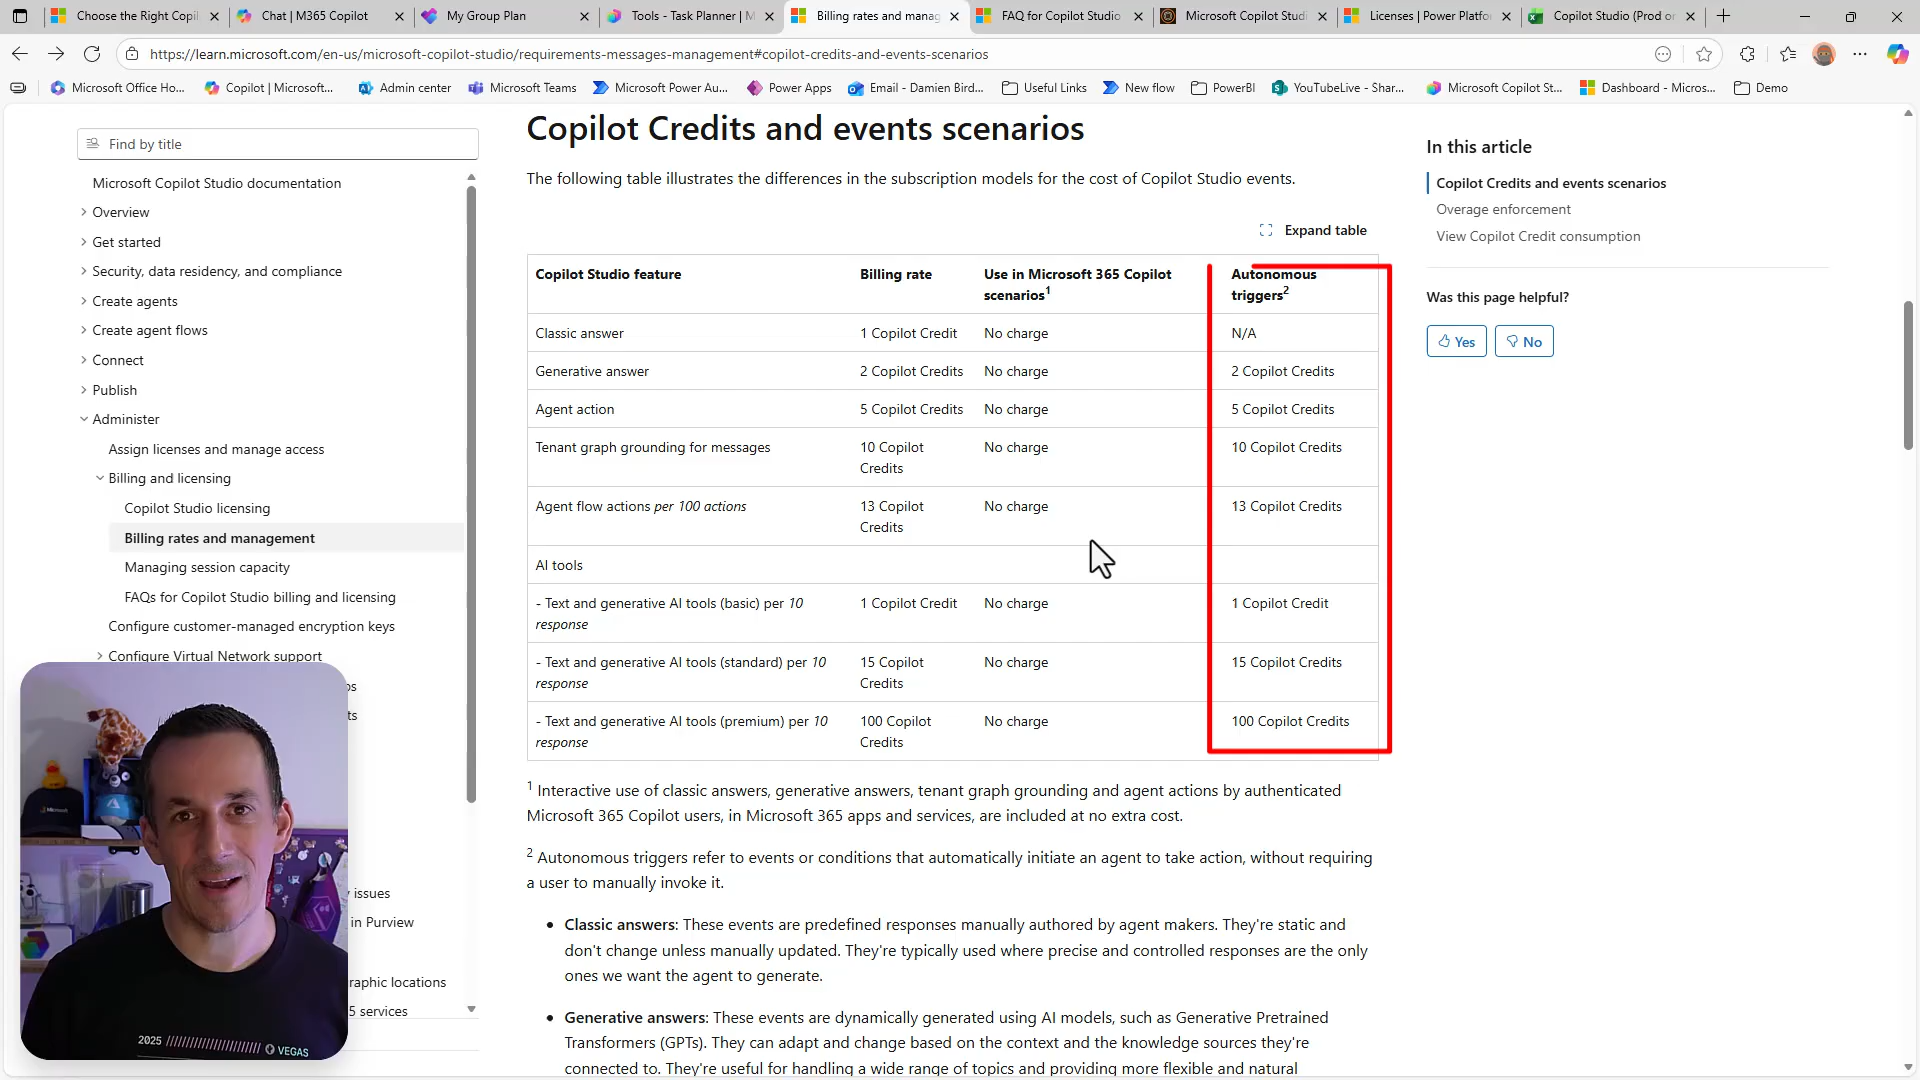 Choose the Right Copil
Chat | M365 Copilot
My Group Plan
Tools - Task Planner | M
Billing rates and manag
FAQ for Copilot Studio
Microsoft Copilot Studi
Licenses | Power Platfo
Copilot Studio (Prod or
https://learn.microsoft.com/en-us/microsoft-copilot-studio/requirements-messages-management#copilot-credits-and-events-scenarios
Microsoft Office Ho...
Copilot | Microsoft...
Admin center
Microsoft Teams
Microsoft Power Au...
Power Apps
Email - Damien Bird...
Useful Links
New flow
PowerBI
YouTubeLive - Shar...
Microsoft Copilot St...
Dashboard - Micros...
Demo
Find by title
Microsoft Copilot Studio documentation
Overview
Get started
Security, data residency, and compliance
Create agents
Create agent flows
Connect
Publish
Administer
Assign licenses and manage access
Billing and licensing
Copilot Studio licensing
Billing rates and management
Managing session capacity
FAQs for Copilot Studio billing and licensing
Configure customer-managed encryption keys
Configure Virtual Network support
ps
ts
issues
in Purview
raphic locations
5 services
Microsoft
2025
VEGAS
Copilot Credits and events scenarios
The following table illustrates the differences in the subscription models for the cost of Copilot Studio events.
Expand table
Copilot Studio feature Billing rate Use in Microsoft 365 Copilot Autonomous
scenarios1 triggers2
Classic answer 1 Copilot Credit No charge N/A
Generative answer 2 Copilot Credits No charge 2 Copilot Credits
Agent action 5 Copilot Credits No charge 5 Copilot Credits
Tenant graph grounding for messages 10 Copilot No charge 10 Copilot Credits
Credits
Agent flow actions per 100 actions 13 Copilot No charge 13 Copilot Credits
Credits
AI tools
- Text and generative AI tools (basic) per 10 1 Copilot Credit No charge 1 Copilot Credit
response
- Text and generative AI tools (standard) per 10 15 Copilot No charge 15 Copilot Credits
response Credits
- Text and generative AI tools (premium) per 10 100 Copilot No charge 100 Copilot Credits
response Credits
1 Interactive use of classic answers, generative answers, tenant graph grounding and agent actions by authenticated
Microsoft 365 Copilot users, in Microsoft 365 apps and services, are included at no extra cost.
2 Autonomous triggers refer to events or conditions that automatically initiate an agent to take action, without requiring
a user to manually invoke it.
• Classic answers: These events are predefined responses manually authored by agent makers. They're static and
don't change unless manually updated. They're typically used where precise and controlled responses are the only
ones we want the agent to generate.
• Generative answers: These events are dynamically generated using AI models, such as Generative Pretrained
Transformers (GPTs). They can adapt and change based on the context and the knowledge sources they're
connected to. They're useful for handling a wide range of topics and providing more flexible and natural
In this article
Copilot Credits and events scenarios
Overage enforcement
View Copilot Credit consumption
Was this page helpful?
Yes
No